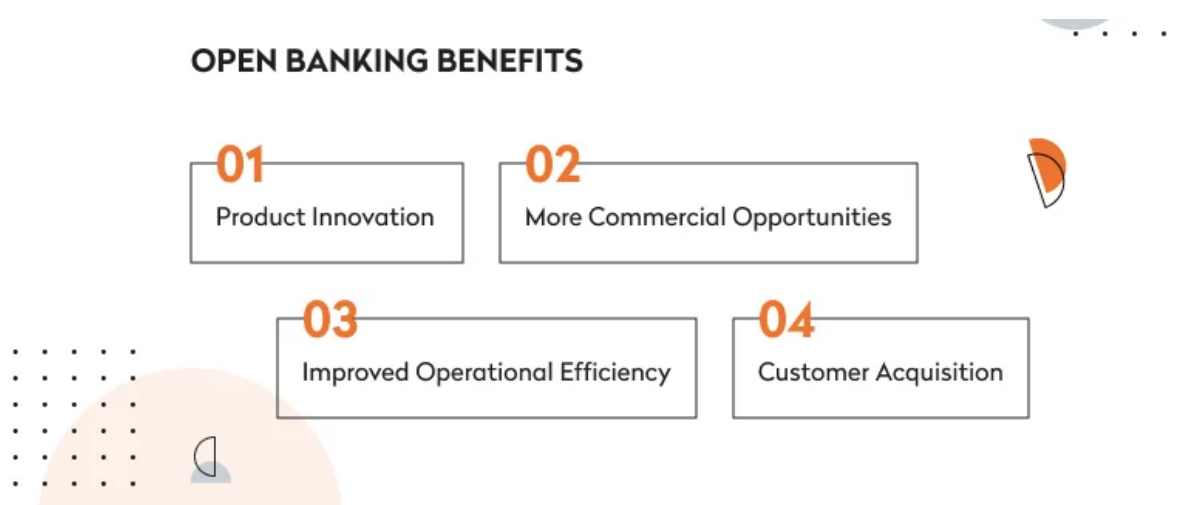 OPEN BANKING BENEFITS
01
Product Innovation
02
More Commercial Opportunities
03
Improved Operational Efficiency
04
Customer Acquisition